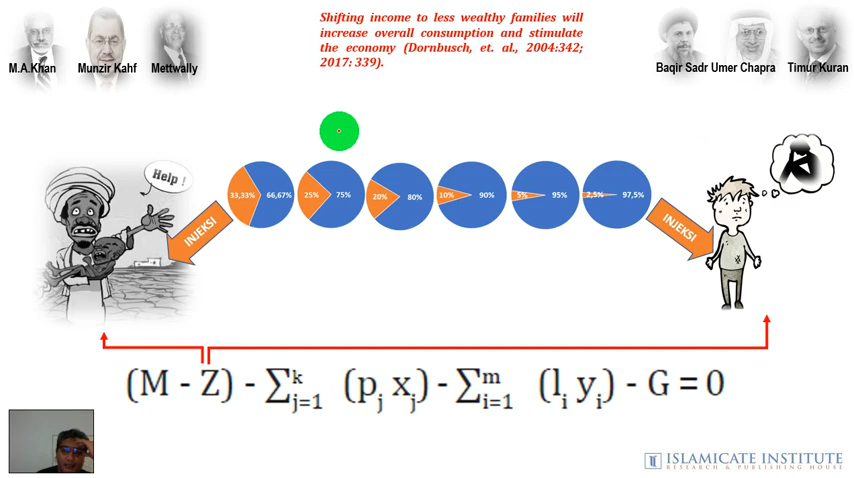 Shifting income to less wealthy families will
increase overall consumption and stimulate
the economy (Dornbusch, et. al., 2004:342;
2017: 339).
M.A.Khan Munzir Kahf Mettwally
Baqir Sadr Umer Chapra Timur Kuran
Help !
33,33% 66,67% 25% 75% 20% 80% 10% 90% 5% 95% 2,5% 97,5%
INJEKSI
INJEKSI
(M - Z) - ∑ᵏⱼ₌₁ (pⱼ xⱼ) - ∑ᵐᵢ₌₁ (lᵢ yᵢ) - G = 0
ISLAMICATE INSTITUTE
RESEARCH & PUBLISHING HOUSE